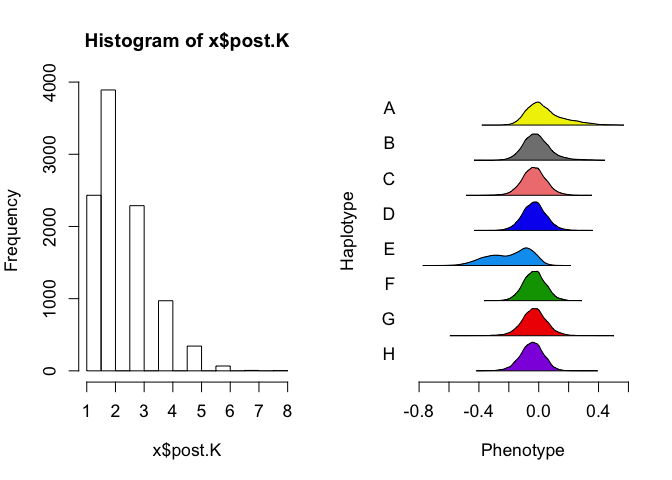 Histogram of x$post.K
Frequency
4000
3000
2000
1000
0
1 2 3 4 5 6 7 8
x$post.K
Haplotype
A
B
C
D
E
F
G
H
-0.8 -0.4 0.0 0.4
Phenotype